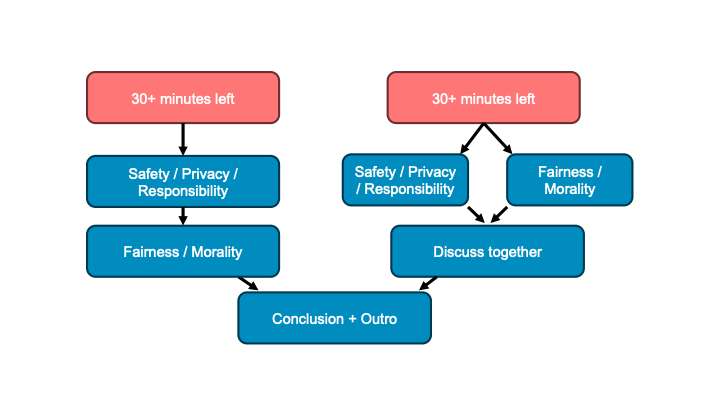 30+ minutes left
30+ minutes left
Safety / Privacy /
Responsibility
Safety / Privacy
/ Responsibility
Fairness /
Morality
Fairness / Morality
Discuss together
Conclusion + Outro